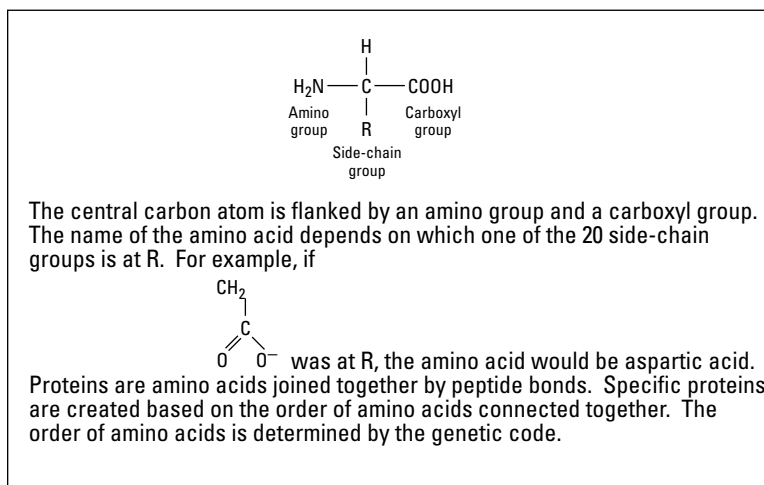 H
H₂N—C—COOH
Amino group
R
Carboxyl group
Side-chain group
The central carbon atom is flanked by an amino group and a carboxyl group.
The name of the amino acid depends on which one of the 20 side-chain
groups is at R. For example, if
CH₂
C
O O⁻ was at R, the amino acid would be aspartic acid.
Proteins are amino acids joined together by peptide bonds. Specific proteins
are created based on the order of amino acids connected together. The
order of amino acids is determined by the genetic code.